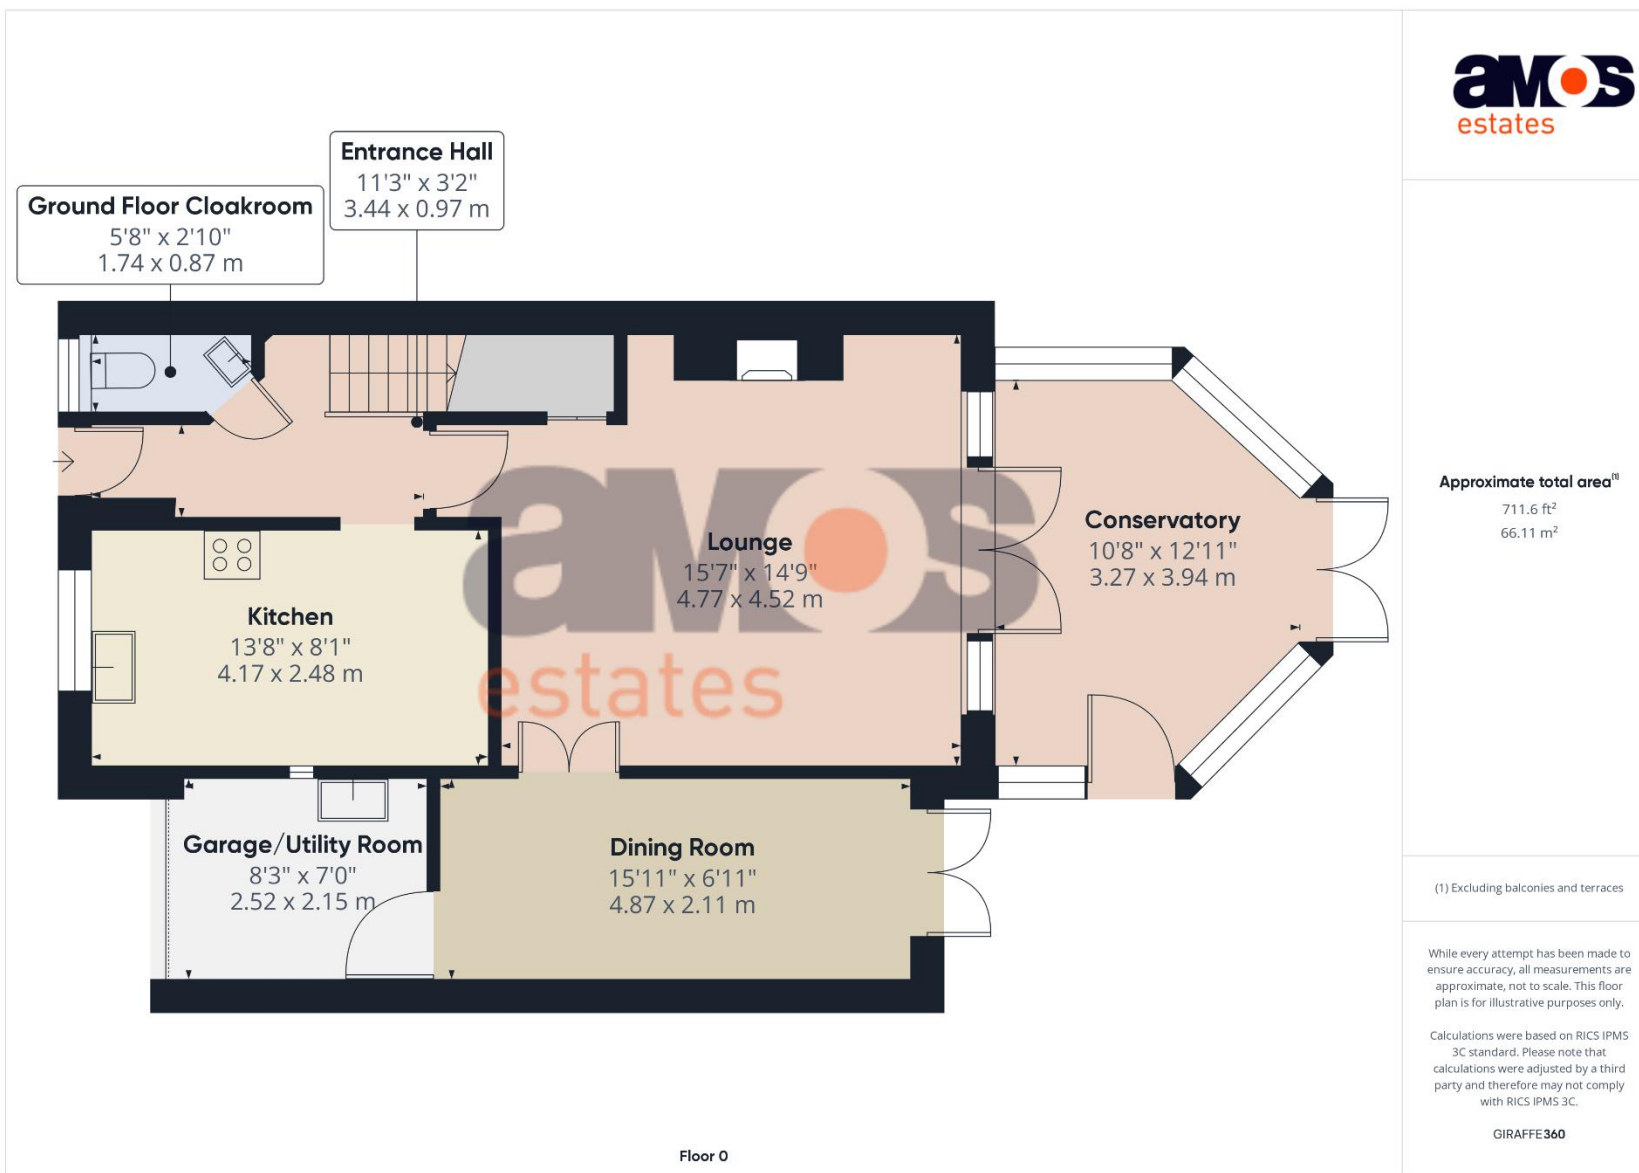 Entrance Hall
11'3" x 3'2"
3.44 x 0.97 m
Ground Floor Cloakroom
5'8" x 2'10"
1.74 x 0.87 m
Lounge
15'7" x 14'9"
4.77 x 4.52 m
Conservatory
10'8" x 12'11"
3.27 x 3.94 m
Kitchen
13'8" x 8'1"
4.17 x 2.48 m
Garage/Utility Room
8'3" x 7'0"
2.52 x 2.15 m
Dining Room
15'11" x 6'11"
4.87 x 2.11 m
amos
estates
Floor 0
amos
estates
Approximate total area(1)
711.6 ft²
66.11 m²
(1) Excluding balconies and terraces
While every attempt has been made to
ensure accuracy, all measurements are
approximate, not to scale. This floor
plan is for illustrative purposes only.
Calculations were based on RICS IPMS
3C standard. Please note that
calculations were adjusted by a third
party and therefore may not comply
with RICS IPMS 3C.
GIRAFFE360